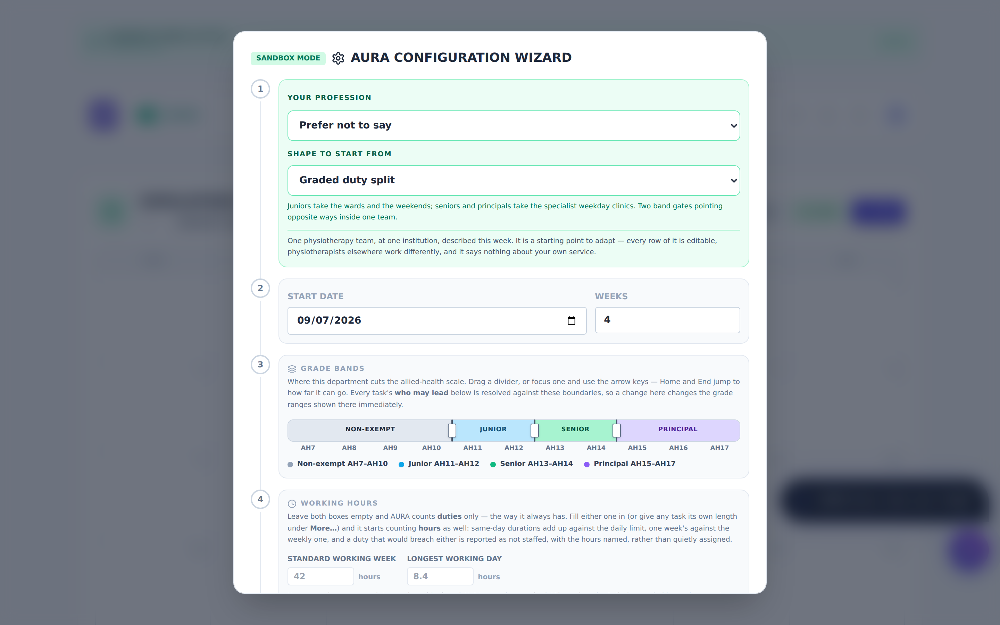 SANDBOX MODE
AURA CONFIGURATION WIZARD
1
YOUR PROFESSION
Prefer not to say
SHAPE TO START FROM
Graded duty split
Juniors take the wards and the weekends; seniors and principals take the specialist weekday clinics. Two band gates pointing
opposite ways inside one team.
One physiotherapy team, at one institution, described this week. It is a starting point to adapt — every row of it is editable,
physiotherapists elsewhere work differently, and it says nothing about your own service.
2
START DATE
WEEKS
09/07/2026
4
3
GRADE BANDS
Where this department cuts the allied-health scale. Drag a divider, or focus one and use the arrow keys — Home and End jump to
how far it can go. Every task's who may lead below is resolved against these boundaries, so a change here changes the grade
ranges shown there immediately.
NON-EXEMPT JUNIOR SENIOR PRINCIPAL
AH7 AH8 AH9 AH10 AH11 AH12 AH13 AH14 AH15 AH16 AH17
Non-exempt AH7–AH10 Junior AH11–AH12 Senior AH13–AH14 Principal AH15–AH17
4
WORKING HOURS
Leave both boxes empty and AURA counts duties only — the way it always has. Fill either one in (or give any task its own length
under More…) and it starts counting hours as well: same-day durations add up against the daily limit, one week's against the
weekly one, and a duty that would breach either is reported as not staffed, with the hours named, rather than quietly assigned.
STANDARD WORKING WEEK LONGEST WORKING DAY
42 hours 8.4 hours